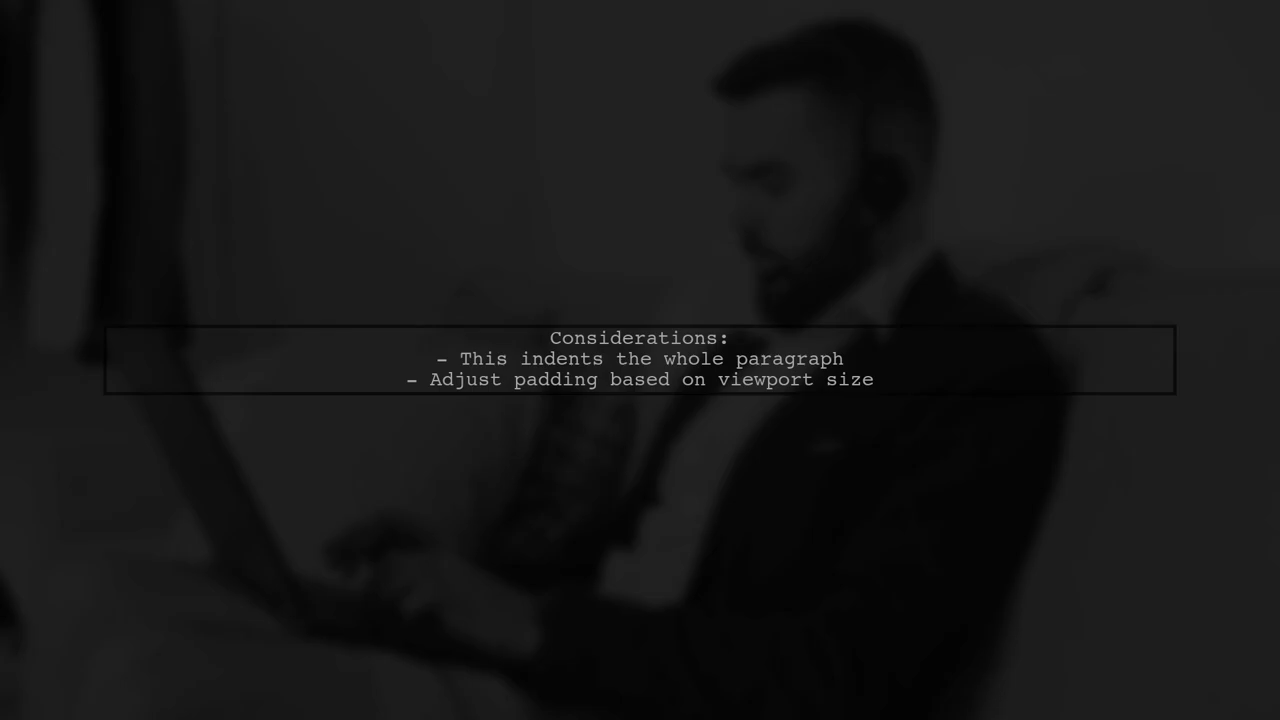 Considerations:
- This indents the whole paragraph
- Adjust padding based on viewport size